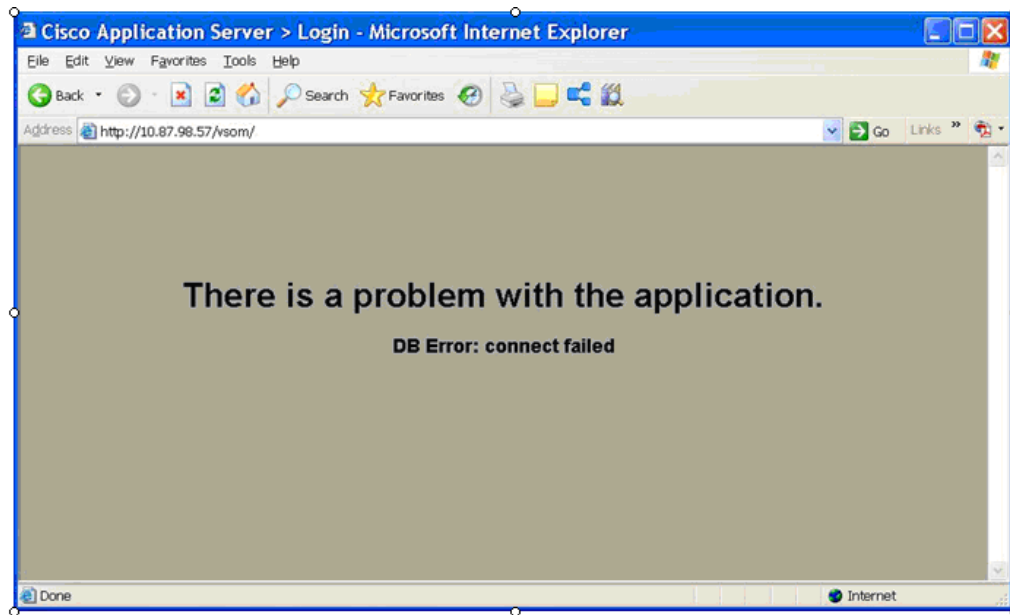 Cisco Application Server > Login - Microsoft Internet Explorer
File Edit View Favorites Tools Help
Back Search Favorites
Address http://10.87.98.57/vsom/ Go Links »
There is a problem with the application.
DB Error: connect failed
Done Internet